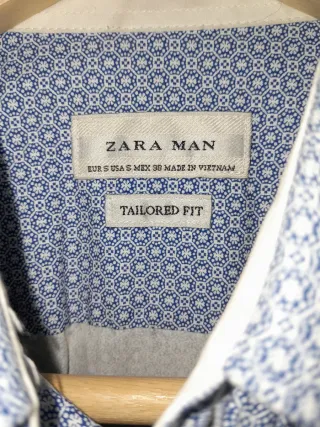 ZARA MAN
EUR S USA S MEX 38 MADE IN VIETNAM
TAILORED FIT